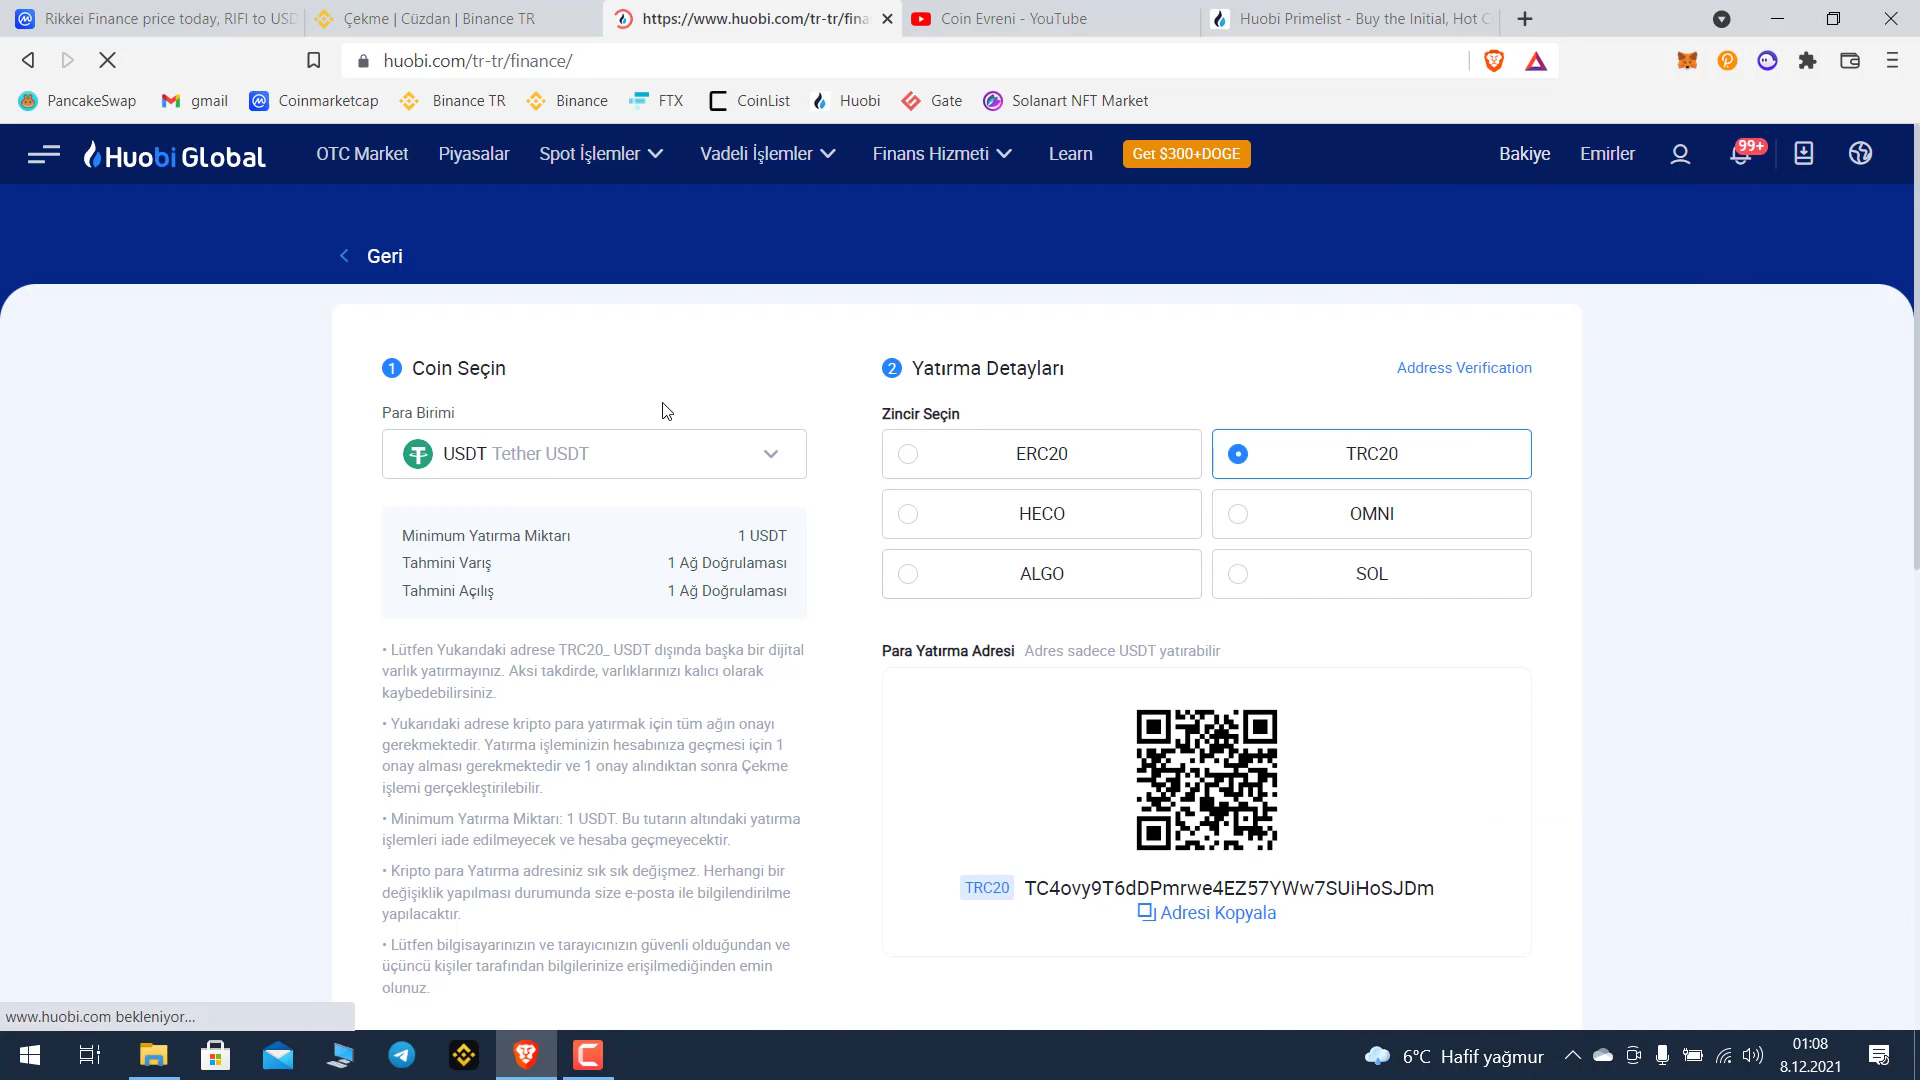 Rikkei Finance price today, RIFI to USD
Çekme | Cüzdan | Binance TR
https://www.huobi.com/tr-tr/fina
Coin Evreni - YouTube
Huobi Primelist - Buy the Initial, Hot C
huobi.com/tr-tr/finance/
PancakeSwap
gmail
Coinmarketcap
Binance TR
Binance
FTX
CoinList
Huobi
Gate
Solanart NFT Market
Huobi Global
OTC Market
Piyasalar
Spot İşlemler
Vadeli İşlemler
Finans Hizmeti
Learn
Get $300+DOGE
Bakiye
Emirler
99+
Geri
1 Coin Seçin
Para Birimi
USDT Tether USDT
Minimum Yatırma Miktarı 1 USDT
Tahmini Varış 1 Ağ Doğrulaması
Tahmini Açılış 1 Ağ Doğrulaması
• Lütfen Yukarıdaki adrese TRC20_ USDT dışında başka bir dijital
varlık yatırmayınız. Aksi takdirde, varlıklarınızı kalıcı olarak
kaybedebilirsiniz.
• Yukarıdaki adrese kripto para yatırmak için tüm ağın onayı
gerekmektedir. Yatırma işleminizin hesabınıza geçmesi için 1
onay alması gerekmektedir ve 1 onay alındıktan sonra Çekme
işlemi gerçekleştirilebilir.
• Minimum Yatırma Miktarı: 1 USDT. Bu tutarın altındaki yatırma
işlemleri iade edilmeyecek ve hesaba geçmeyecektir.
• Kripto para Yatırma adresiniz sık sık değişmez. Herhangi bir
değişiklik yapılması durumunda size e-posta ile bilgilendirilme
yapılacaktır.
• Lütfen bilgisayarınızın ve tarayıcınızın güvenli olduğundan ve
üçüncü kişiler tarafından bilgilerinize erişilmediğinden emin
olunuz.
2 Yatırma Detayları
Address Verification
Zincir Seçin
ERC20
TRC20
HECO
OMNI
ALGO
SOL
Para Yatırma Adresi Adres sadece USDT yatırabilir
TRC20 TC4ovy9T6dDPmrwe4EZ57YWw7SUiHoSJDm
Adresi Kopyala
www.huobi.com bekleniyor...
6°C Hafif yağmur
01:08
8.12.2021